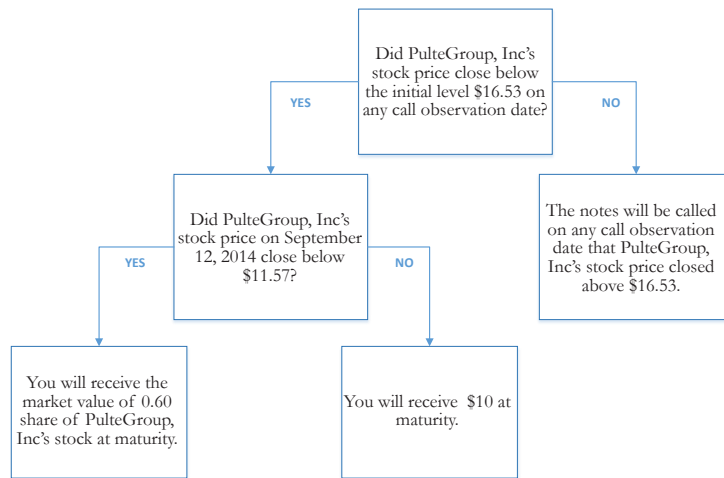 Did PulteGroup, Inc's
stock price close below
the initial level $16.53 on
any call observation date?
YES
NO
Did PulteGroup, Inc's
stock price on September
12, 2014 close below
$11.57?
The notes will be called
on any call observation
date that PulteGroup,
Inc's stock price closed
above $16.53.
YES
NO
You will receive the
market value of 0.60
share of PulteGroup,
Inc's stock at maturity.
You will receive $10 at
maturity.